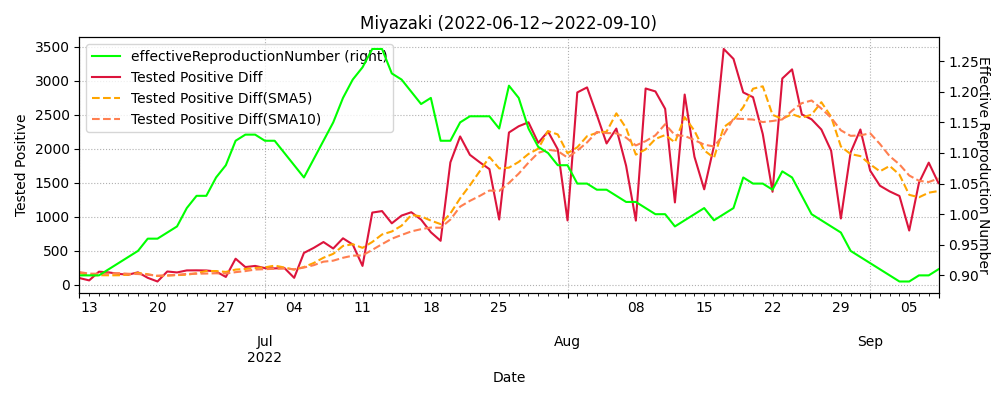 Miyazaki (2022-06-12~2022-09-10)
effectiveReproductionNumber (right)
Tested Positive Diff
Tested Positive Diff(SMA5)
Tested Positive Diff(SMA10)
Tested Positive
3500
3000
2500
2000
1500
1000
500
0
1.25
1.20
1.15
1.10
1.05
1.00
0.95
0.90
Effective Reproduction Number
13 20 27 04 11 18 25 08 15 22 29 05
Jul Aug Sep
2022
Date